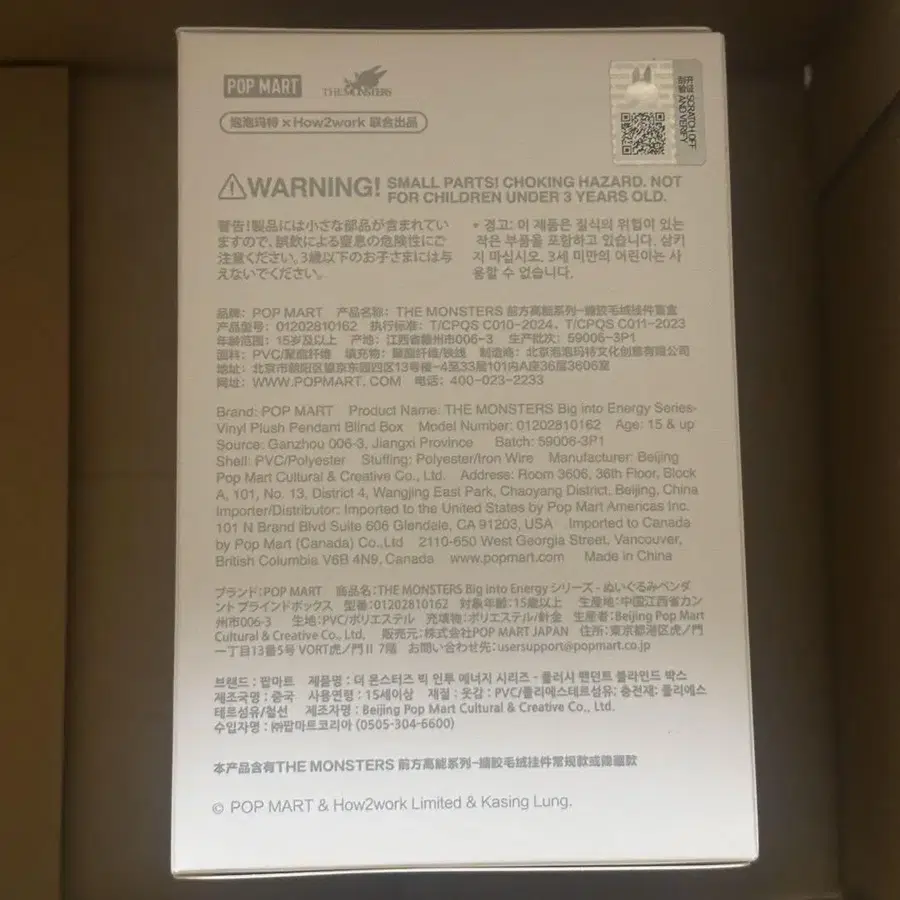 POP MART THE MONSTERS
泡泡玛特 × How2work 联合出品
开启 SCRATCH OFF
刮层 AND VERIFY
WARNING! SMALL PARTS! CHOKING HAZARD. NOT
FOR CHILDREN UNDER 3 YEARS OLD.
警告!製品には小さな部品が含まれてい
ますので、誤飲による窒息の危険性にご
注意ください。3歳以下のお子さまには与
えないでください。
* 경고: 이 제품은 질식의 위협이 있는
작은 부품을 포함하고 있습니다. 삼키
지 마십시오. 3세 미만의 어린이는 사
용할 수 없습니다.
品牌: POP MART 产品名称: THE MONSTERS 前方高能系列-搪胶毛绒挂件盲盒
产品型号: 01202810162 执行标准: T/CPQS C010-2024、T/CPQS C011-2023
年龄范围: 15岁及以上 产地: 江西省赣州市006-3 生产批次: 59006-3P1
面料: PVC/聚酯纤维 填充物: 聚酯纤维/铁线 制造商: 北京泡泡玛特文化创意有限公司
地址: 北京市朝阳区望京东园四区13号楼-4至33层101内A座36层3606室
网址: WWW.POPMART.COM 电话: 400-023-2233
Brand: POP MART Product Name: THE MONSTERS Big into Energy Series-
Vinyl Plush Pendant Blind Box Model Number: 01202810162 Age: 15 & up
Source: Ganzhou 006-3, Jiangxi Province Batch: 59006-3P1
Shell: PVC/Polyester Stuffing: Polyester/Iron Wire Manufacturer: Beijing
Pop Mart Cultural & Creative Co., Ltd. Address: Room 3606, 36th Floor, Block
A, 101, No. 13, District 4, Wangjing East Park, Chaoyang District, Beijing, China
Importer/Distributor: Imported to the United States by Pop Mart Americas Inc.
101 N Brand Blvd Suite 606 Glendale, CA 91203, USA Imported to Canada
by Pop Mart (Canada) Co.,Ltd 2110-650 West Georgia Street, Vancouver,
British Columbia V6B 4N9, Canada www.popmart.com Made in China
ブランド:POP MART 商品名:THE MONSTERS Big into Energy シリーズ - ぬいぐるみペンダ
ント ブラインドボックス 型番:01202810162 対象年齢:15歳以上 生産地:中国江西省カン
州市006-3 生地:PVC/ポリエステル 充填物:ポリエステル/針金 生産者:Beijing Pop Mart
Cultural & Creative Co., Ltd. 販売元:株式会社POP MART JAPAN 住所:東京都港区虎ノ門
一丁目13番5号 VORT虎ノ門Ⅱ 7階 お問い合わせ先:usersupport@popmart.co.jp
브랜드 : 팝마트 제품명 : 더 몬스터즈 빅 인투 에너지 시리즈 - 플러시 팬던트 블라인드 박스
제조국명 : 중국 사용연령 : 15세이상 재질 : 옷감 : PVC/폴리에스테르섬유; 충전재: 폴리에스
테르섬유/철선 제조자명 : Beijing Pop Mart Cultural & Creative Co., Ltd.
수입자명 : ㈜팝마트코리아 (0505-304-6600)
本产品含有THE MONSTERS 前方高能系列-搪胶毛绒挂件常规款或隐藏款
© POP MART & How2work Limited & Kasing Lung.